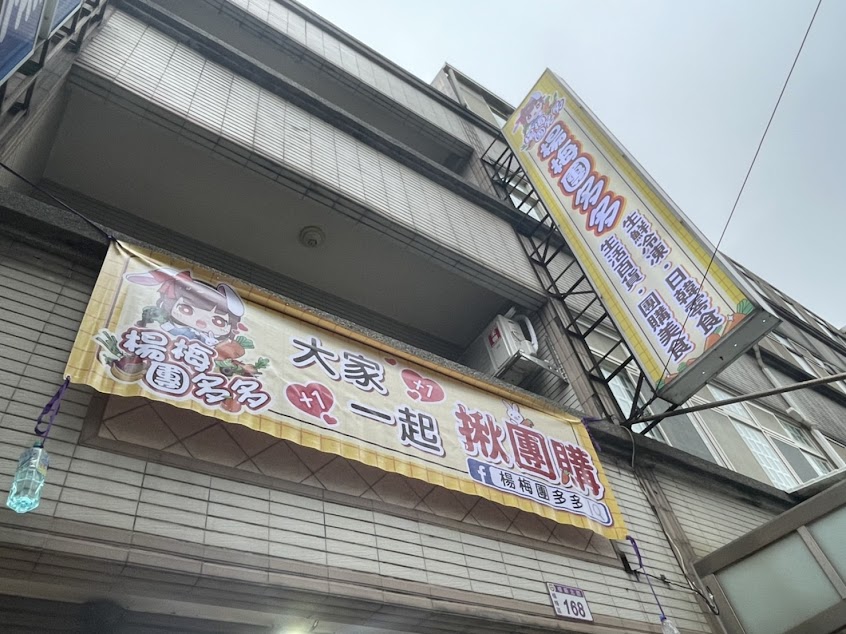 楊梅
團多多
大家 +1
+1 一起
揪團購
楊梅團多多
楊梅團多多
生鮮冷凍．日韓零食
生活百貨．團購美食
168